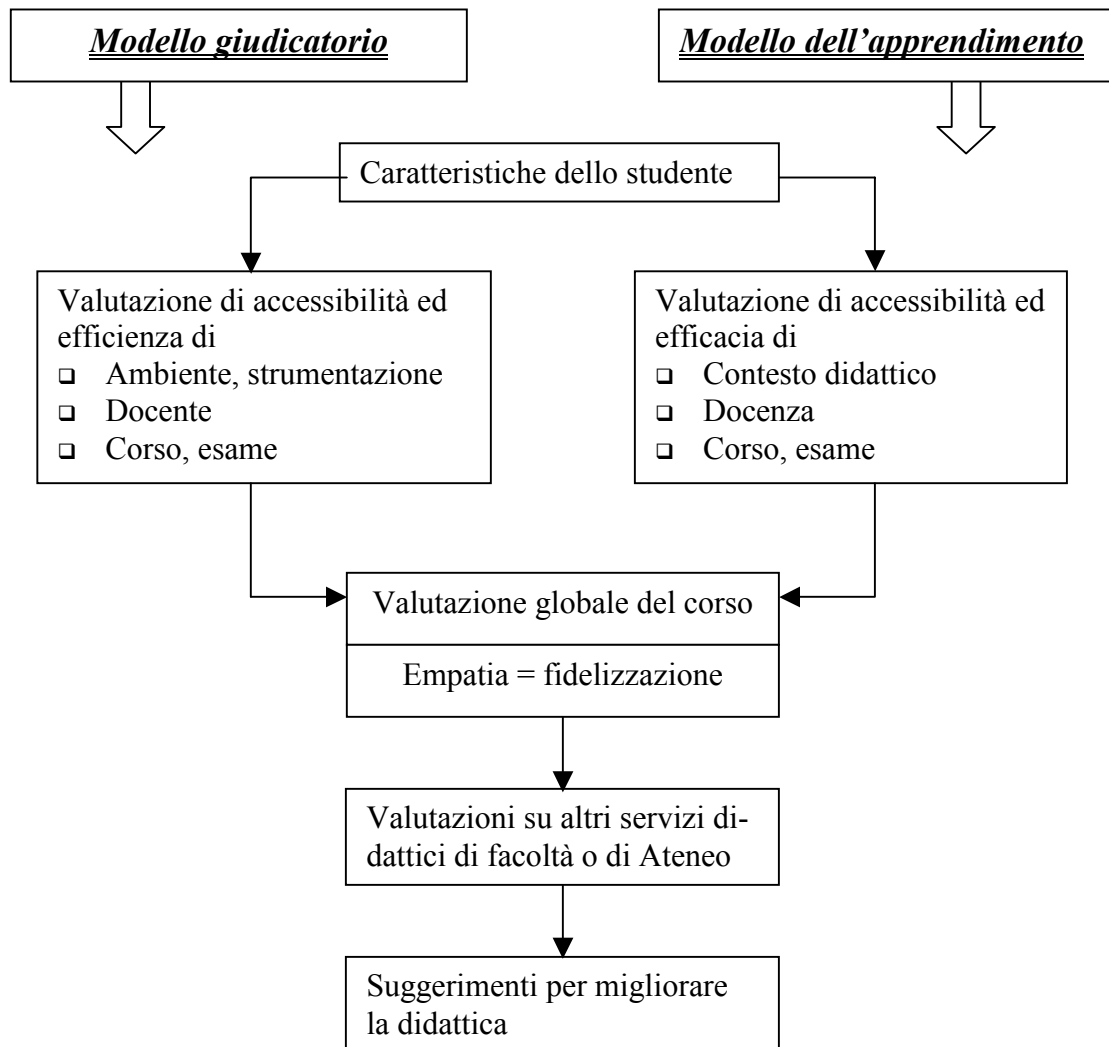 Modello giudicatorio
Modello dell’apprendimento
Caratteristiche dello studente
Valutazione di accessibilità ed
efficienza di
❑ Ambiente, strumentazione
❑ Docente
❑ Corso, esame
Valutazione di accessibilità ed
efficacia di
❑ Contesto didattico
❑ Docenza
❑ Corso, esame
Valutazione globale del corso
Empatia = fidelizzazione
Valutazioni su altri servizi di-
dattici di facoltà o di Ateneo
Suggerimenti per migliorare
la didattica